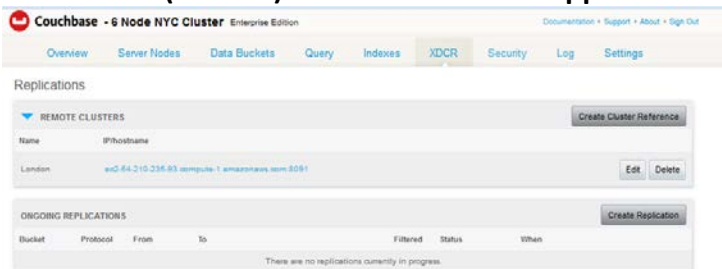 Couchbase - 6 Node NYC Cluster Enterprise Edition
Documentation • Support • About • Sign Out
Overview Server Nodes Data Buckets Query Indexes XDCR Security Log Settings
Replications
REMOTE CLUSTERS Create Cluster Reference
Name IP/hostname
London ec2-54-210-235-93.compute-1.amazonaws.com:8091 Edit Delete
ONGOING REPLICATIONS Create Replication
Bucket Protocol From To Filtered Status When
There are no replications currently in progress.